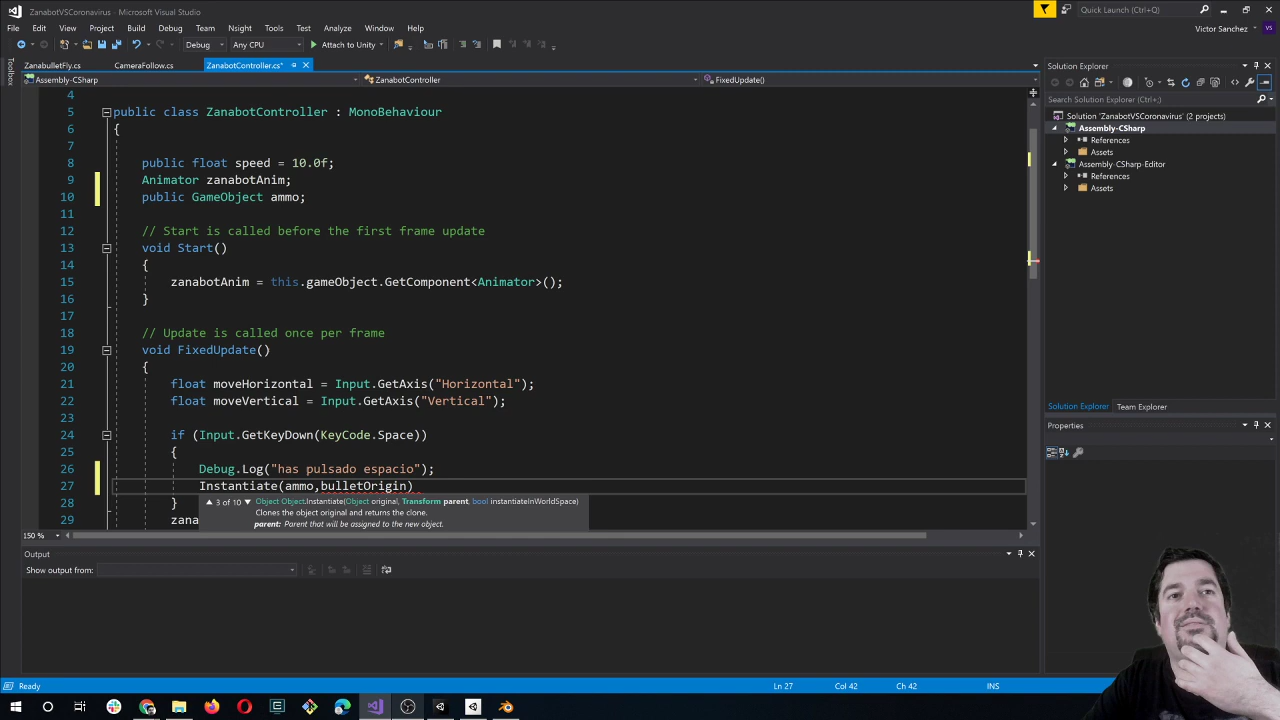 ZanabotVSCoronavirus - Microsoft Visual Studio
Quick Launch (Ctrl+Q)
File Edit View Project Build Debug Team Tools Test Analyze Window Help
Victor Sanchez VS
Debug Any CPU Attach to Unity
Toolbox
ZanabulletFly.cs CameraFollow.cs ZanabotController.cs*
Assembly-CSharp ZanabotController FixedUpdate()
4
5 public class ZanabotController : MonoBehaviour
6 {
7
8 public float speed = 10.0f;
9 Animator zanabotAnim;
10 public GameObject ammo;
11
12 // Start is called before the first frame update
13 void Start()
14 {
15 zanabotAnim = this.gameObject.GetComponent<Animator>();
16 }
17
18 // Update is called once per frame
19 void FixedUpdate()
20 {
21 float moveHorizontal = Input.GetAxis("Horizontal");
22 float moveVertical = Input.GetAxis("Vertical");
23
24 if (Input.GetKeyDown(KeyCode.Space))
25 {
26 Debug.Log("has pulsado espacio");
27 Instantiate(ammo,bulletOrigin)
28 }
29 zana
3 of 10 Object Object.Instantiate(Object original, Transform parent, bool instantiateInWorldSpace)
Clones the object original and returns the clone.
parent: Parent that will be assigned to the new object.
150 %
Output
Show output from:
Solution Explorer
Search Solution Explorer (Ctrl+;)
Solution 'ZanabotVSCoronavirus' (2 projects)
Assembly-CSharp
References
Assets
Assembly-CSharp-Editor
References
Assets
Solution Explorer Team Explorer
Properties
Ready Ln 27 Col 42 Ch 42 INS